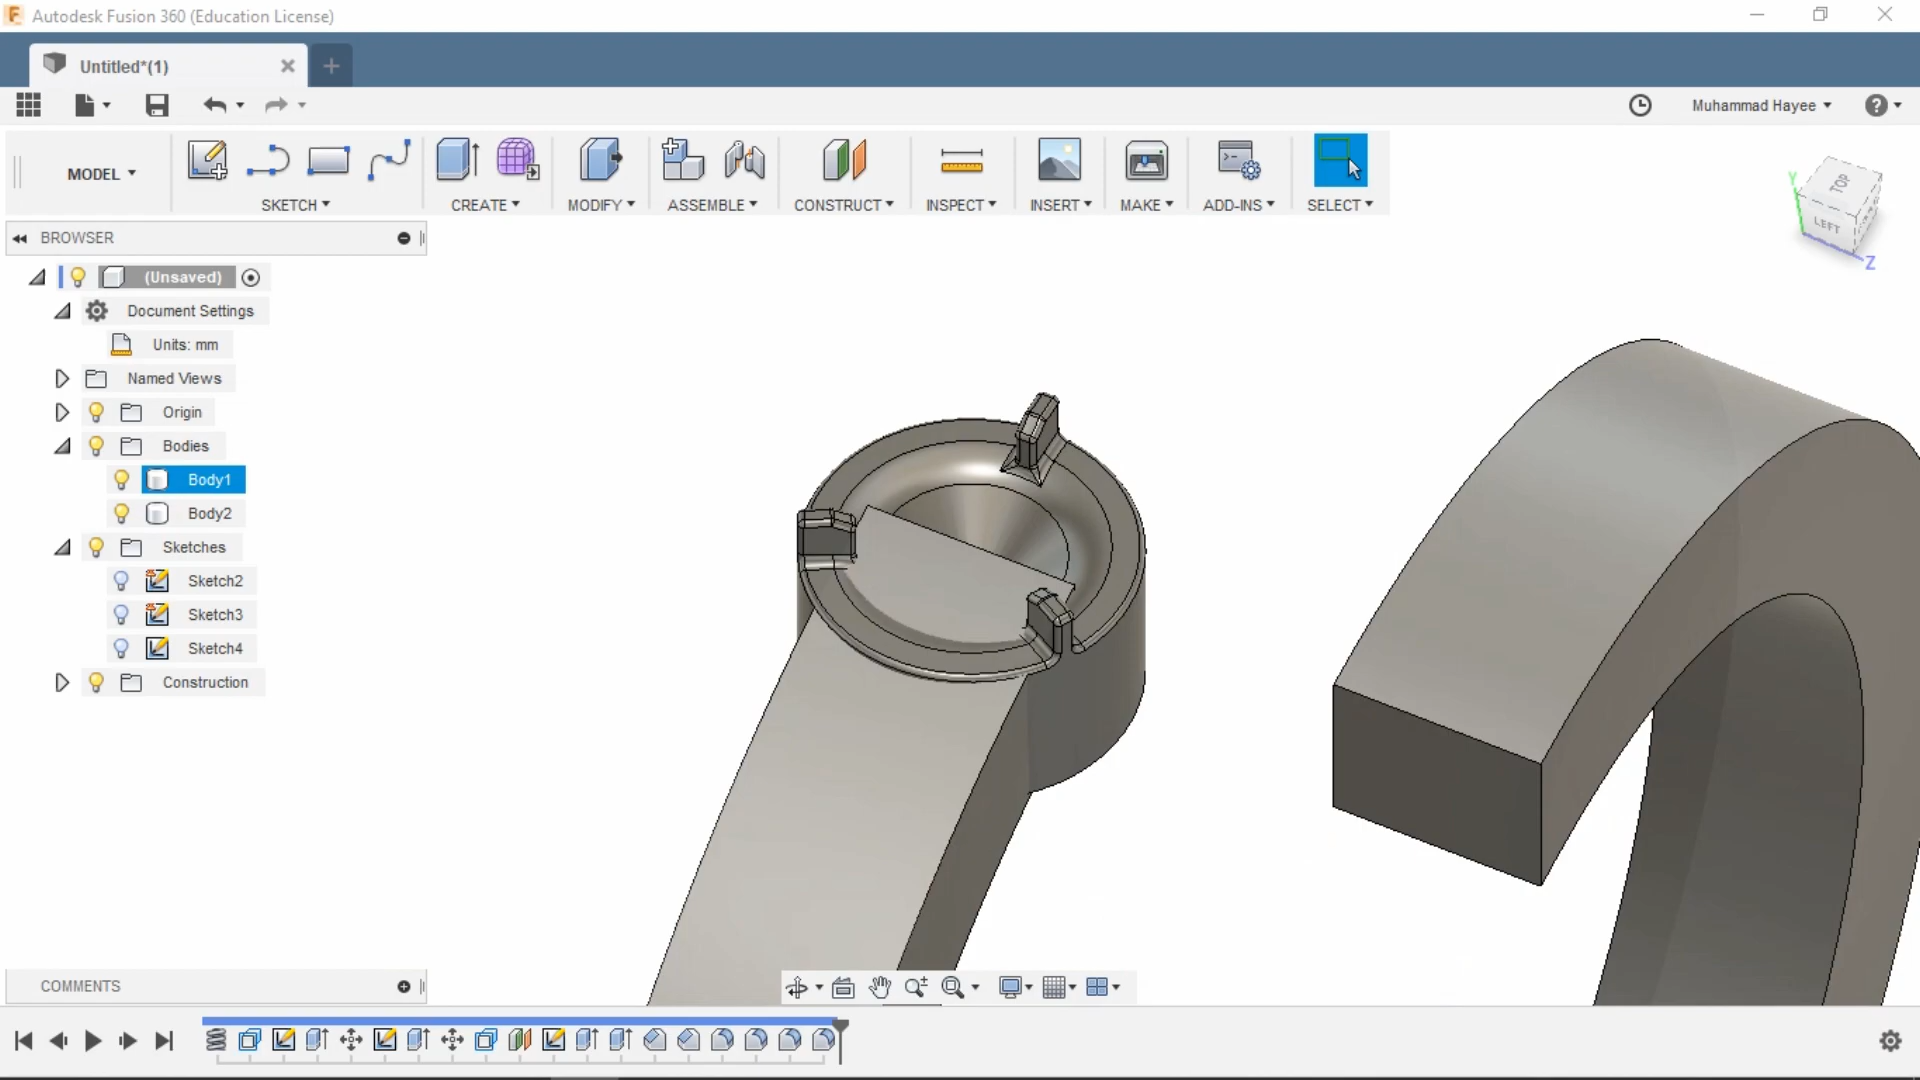 Autodesk Fusion 360 (Education License)
Untitled*(1)
Muhammad Hayee
MODEL
SKETCH
CREATE
MODIFY
ASSEMBLE
CONSTRUCT
INSPECT
INSERT
MAKE
ADD-INS
SELECT
TOP
LEFT
Y
Z
BROWSER
(Unsaved)
Document Settings
Units: mm
Named Views
Origin
Bodies
Body1
Body2
Sketches
Sketch2
Sketch3
Sketch4
Construction
COMMENTS